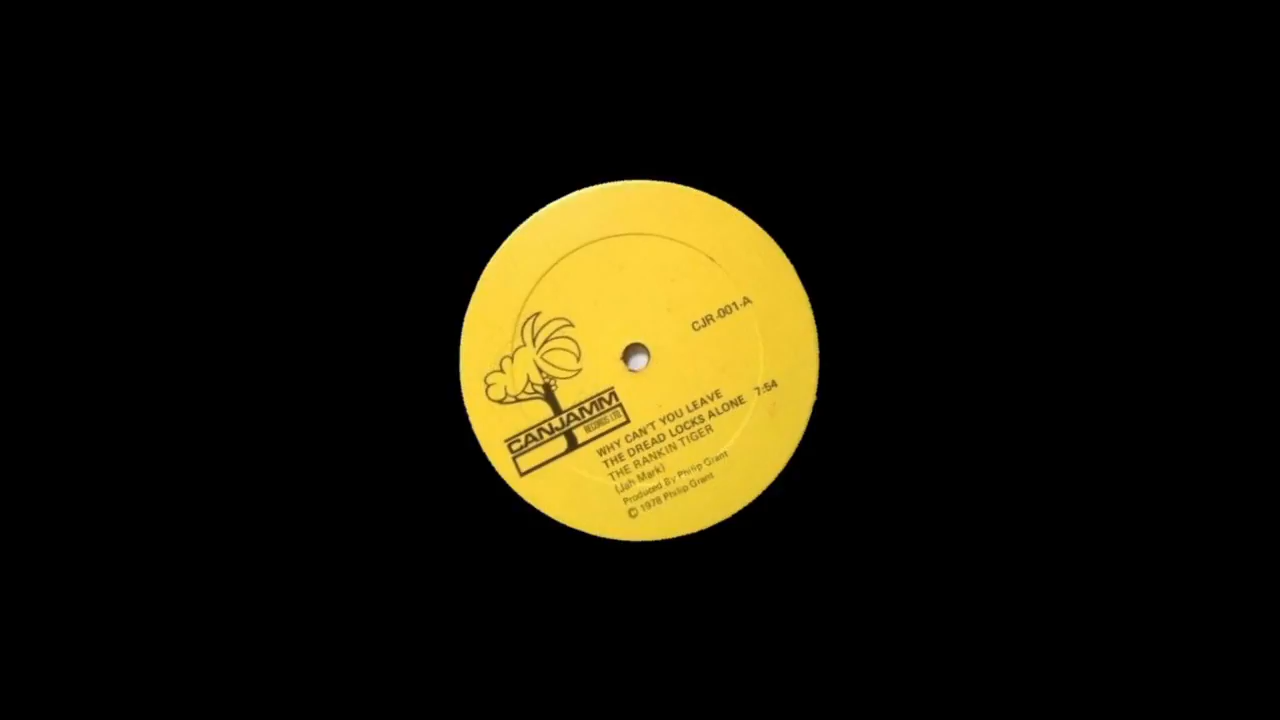 CJR-001-A
CANJAMM
RECORDS LTD.
WHY CAN'T YOU LEAVE
THE DREAD LOCKS ALONE 7:54
THE RANKIN TIGER
(Jah Mark)
Produced By Philip Grant
© 1978 Philip Grant